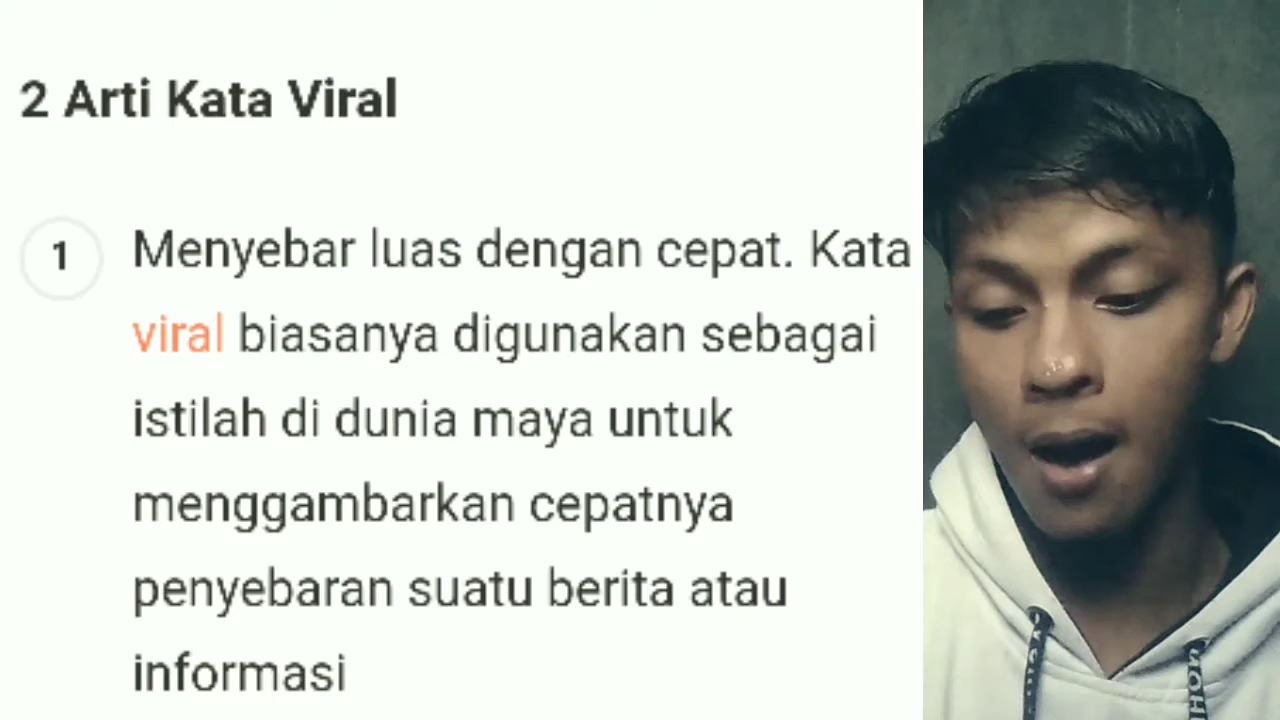 2 Arti Kata Viral
1 Menyebar luas dengan cepat. Kata
viral biasanya digunakan sebagai
istilah di dunia maya untuk
menggambarkan cepatnya
penyebaran suatu berita atau
informasi